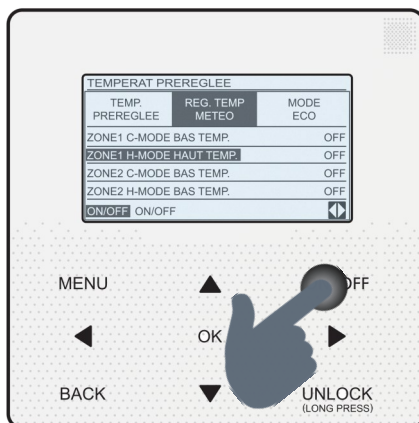 TEMPERAT PREREGLEE
TEMP. PREREGLEE
REG. TEMP METEO
MODE ECO
ZONE1 C-MODE BAS TEMP. OFF
ZONE1 H-MODE HAUT TEMP. OFF
ZONE2 C-MODE BAS TEMP. OFF
ZONE2 H-MODE BAS TEMP. OFF
ON/OFF ON/OFF
MENU
OFF
OK
BACK
UNLOCK
(LONG PRESS)